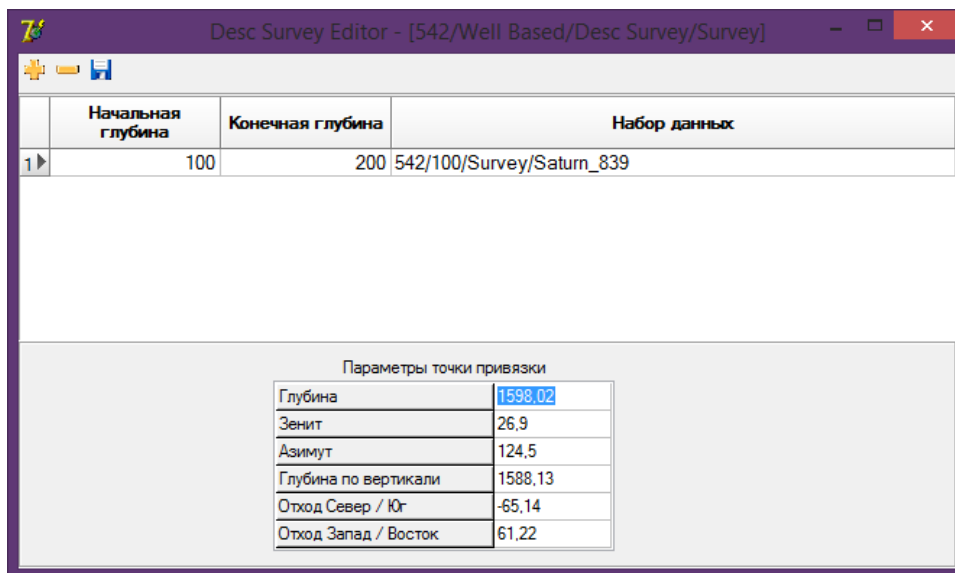 Desc Survey Editor - [542/Well Based/Desc Survey/Survey]
Начальная глубина Конечная глубина Набор данных
1 100 200 542/100/Survey/Saturn_839
Параметры точки привязки
Глубина 1598,02
Зенит 26,9
Азимут 124,5
Глубина по вертикали 1588,13
Отход Север / Юг -65,14
Отход Запад / Восток 61,22